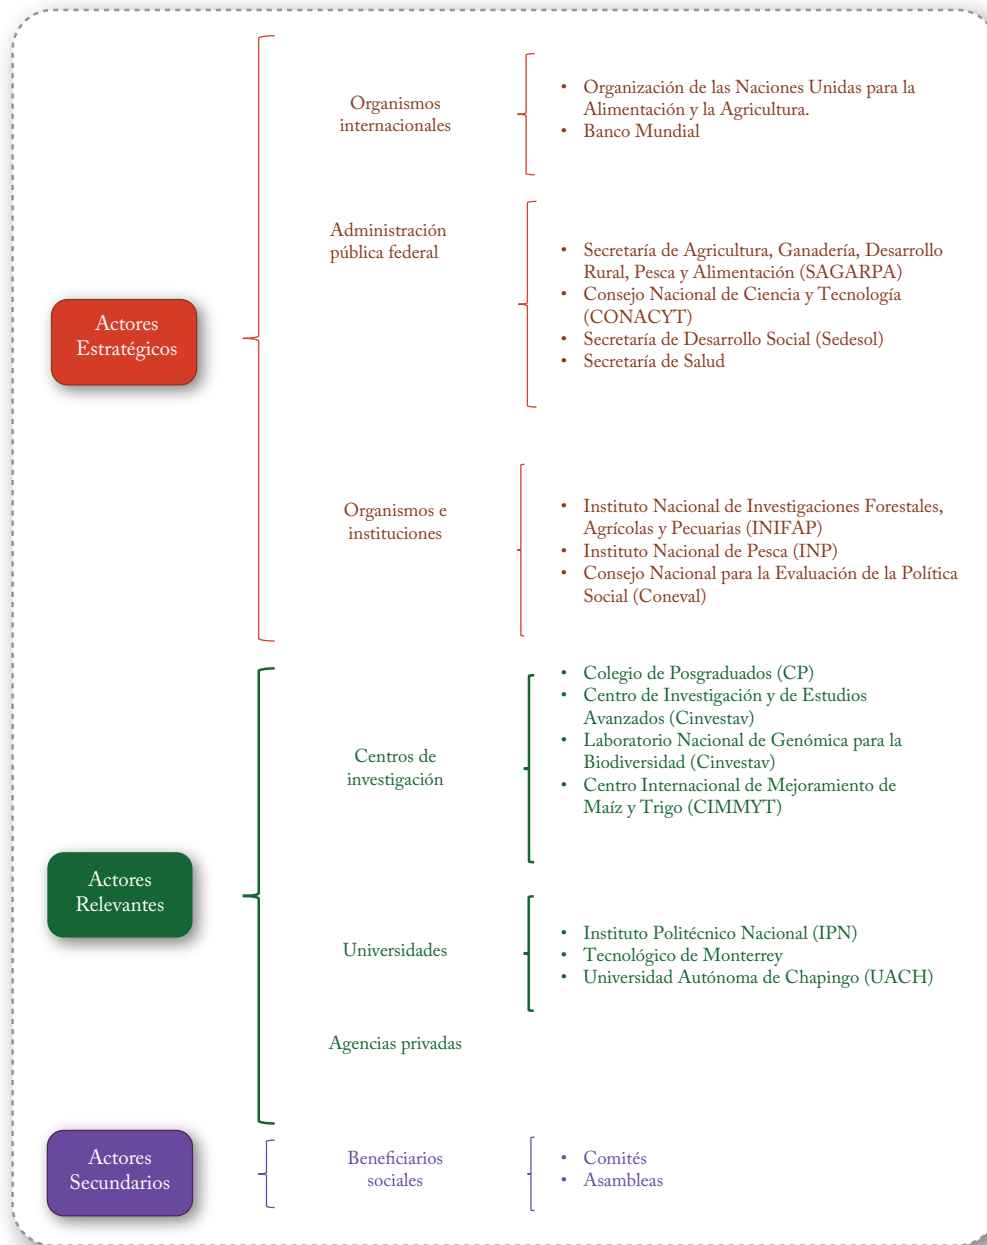 Actores
Estratégicos
Organismos
internacionales
• Organización de las Naciones Unidas para la
Alimentación y la Agricultura.
• Banco Mundial
Administración
pública federal
• Secretaría de Agricultura, Ganadería, Desarrollo
Rural, Pesca y Alimentación (SAGARPA)
• Consejo Nacional de Ciencia y Tecnología
(CONACYT)
• Secretaría de Desarrollo Social (Sedesol)
• Secretaría de Salud
Organismos e
instituciones
• Instituto Nacional de Investigaciones Forestales,
Agrícolas y Pecuarias (INIFAP)
• Instituto Nacional de Pesca (INP)
• Consejo Nacional para la Evaluación de la Política
Social (Coneval)
Actores
Relevantes
Centros de
investigación
• Colegio de Posgraduados (CP)
• Centro de Investigación y de Estudios
Avanzados (Cinvestav)
• Laboratorio Nacional de Genómica para la
Biodiversidad (Cinvestav)
• Centro Internacional de Mejoramiento de
Maíz y Trigo (CIMMYT)
Universidades
• Instituto Politécnico Nacional (IPN)
• Tecnológico de Monterrey
• Universidad Autónoma de Chapingo (UACH)
Agencias privadas
Actores
Secundarios
Beneficiarios
sociales
• Comités
• Asambleas